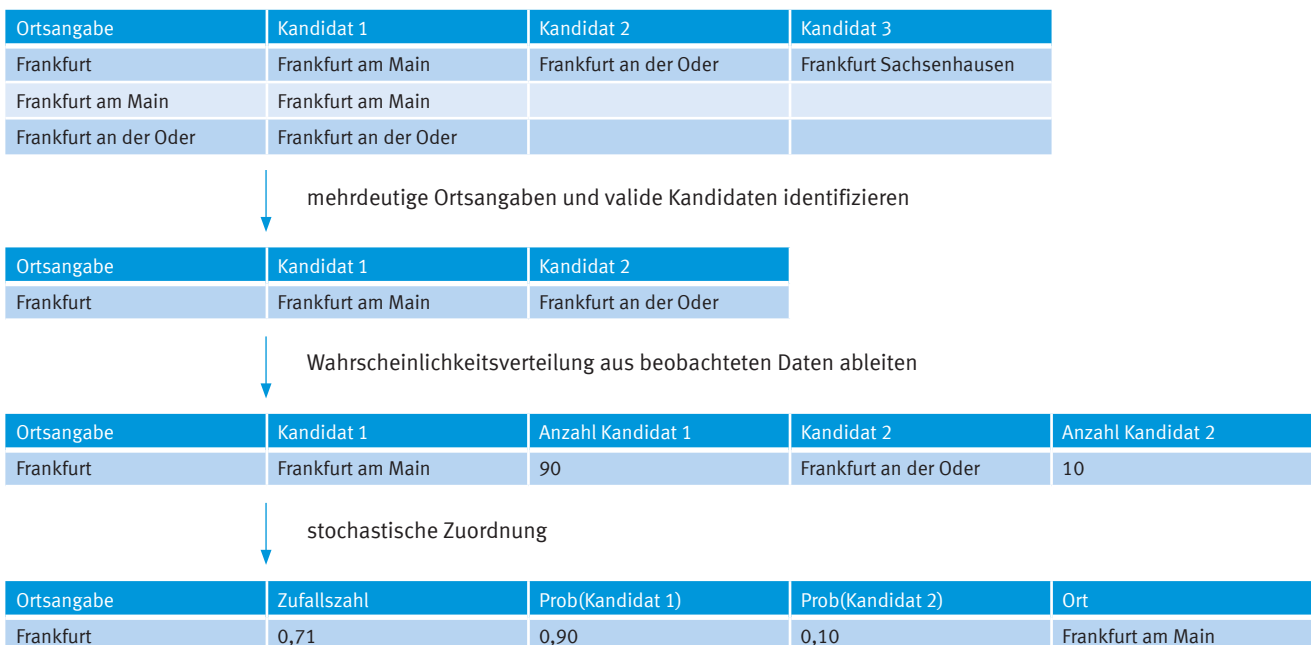 Ortsangabe Kandidat 1 Kandidat 2 Kandidat 3
Frankfurt Frankfurt am Main Frankfurt an der Oder Frankfurt Sachsenhausen
Frankfurt am Main Frankfurt am Main
Frankfurt an der Oder Frankfurt an der Oder
mehrdeutige Ortsangaben und valide Kandidaten identifizieren
Ortsangabe Kandidat 1 Kandidat 2
Frankfurt Frankfurt am Main Frankfurt an der Oder
Wahrscheinlichkeitsverteilung aus beobachteten Daten ableiten
Ortsangabe Kandidat 1 Anzahl Kandidat 1 Kandidat 2 Anzahl Kandidat 2
Frankfurt Frankfurt am Main 90 Frankfurt an der Oder 10
stochastische Zuordnung
Ortsangabe Zufallszahl Prob(Kandidat 1) Prob(Kandidat 2) Ort
Frankfurt 0,71 0,90 0,10 Frankfurt am Main